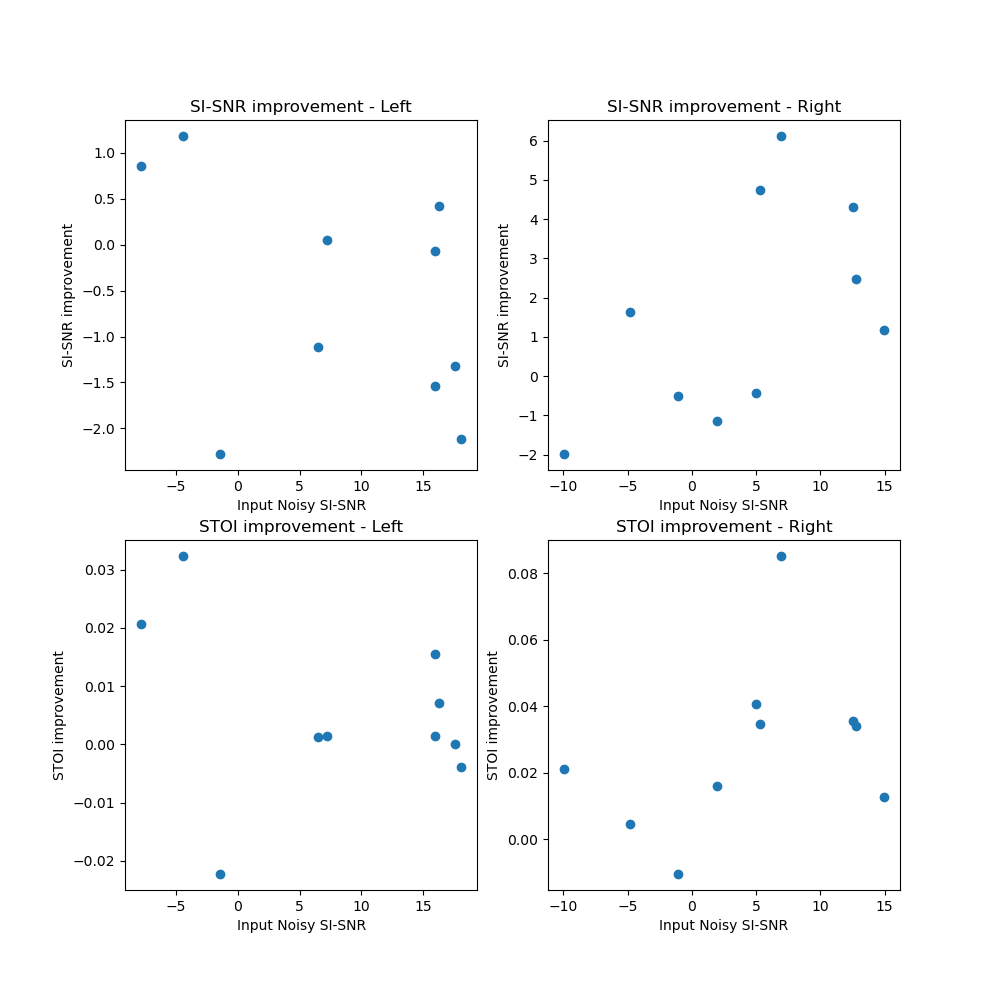 SI-SNR improvement - Left
SI-SNR improvement
1.0
0.5
0.0
−0.5
−1.0
−1.5
−2.0
−5 0 5 10 15
Input Noisy SI-SNR
SI-SNR improvement - Right
SI-SNR improvement
6
5
4
3
2
1
0
−1
−2
−10 −5 0 5 10 15
Input Noisy SI-SNR
STOI improvement - Left
STOI improvement
0.03
0.02
0.01
0.00
−0.01
−0.02
−5 0 5 10 15
Input Noisy SI-SNR
STOI improvement - Right
STOI improvement
0.08
0.06
0.04
0.02
0.00
−10 −5 0 5 10 15
Input Noisy SI-SNR